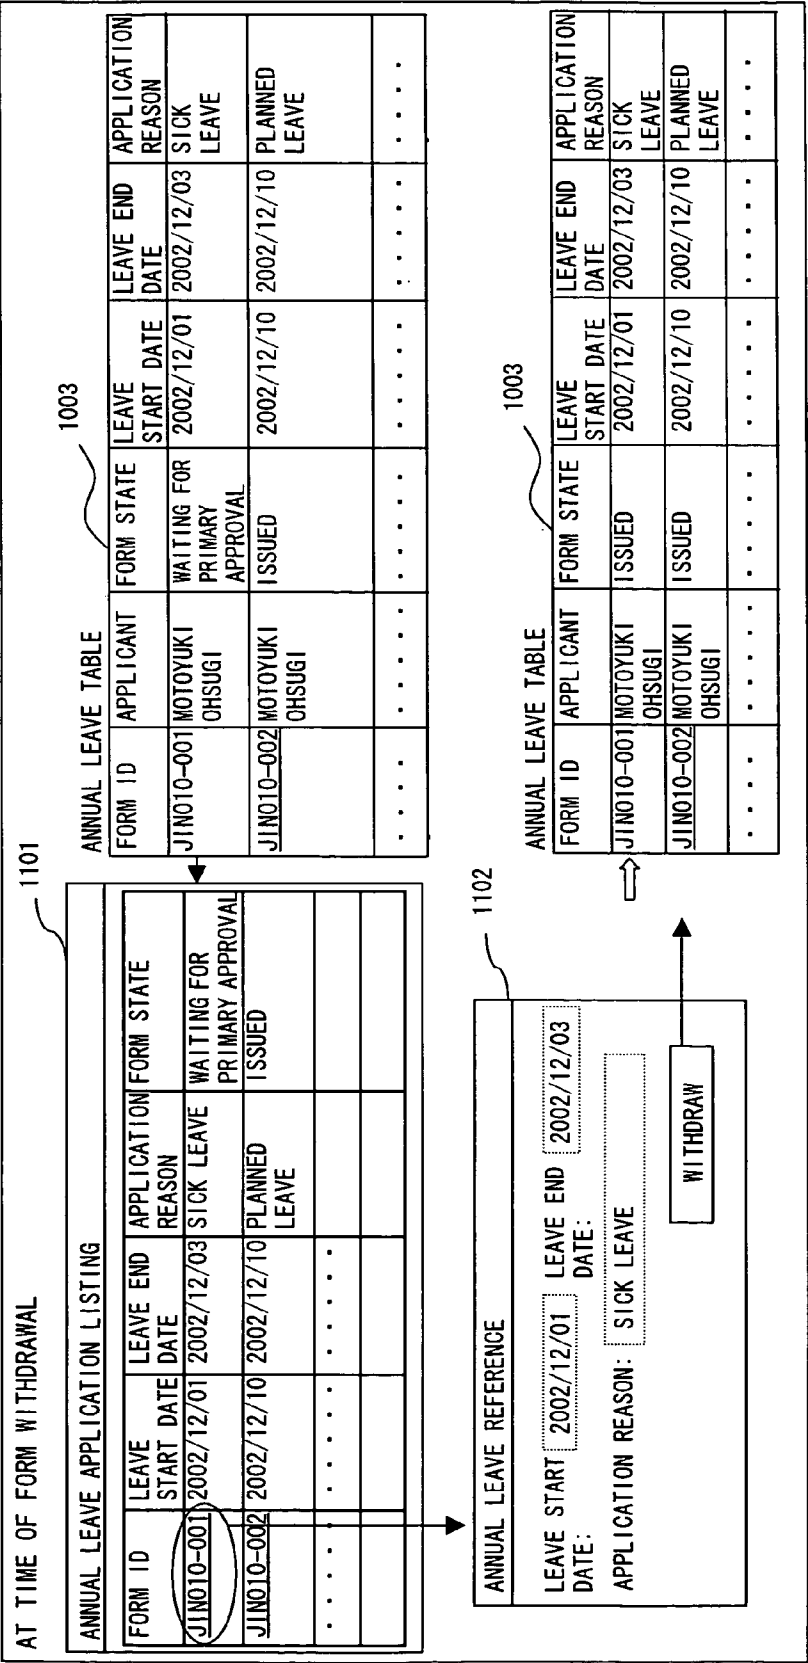 AT TIME OF FORM WITHDRAWAL
1101
ANNUAL LEAVE APPLICATION LISTING
FORM ID
LEAVE
START DATE
LEAVE END
DATE
APPLICATION
REASON
FORM STATE
JINO10-001
2002/12/01
2002/12/03
SICK LEAVE
WAITING FOR
PRIMARY APPROVAL
JINO10-002
2002/12/10
2002/12/10
PLANNED
LEAVE
ISSUED
. . . .
. . . .
. . . .
ANNUAL LEAVE TABLE
1003
FORM ID
APPLICANT
FORM STATE
LEAVE
START DATE
LEAVE END
DATE
APPLICATION
REASON
JINO10-001
MOTOYUKI
OHSUGI
WAITING FOR
PRIMARY
APPROVAL
2002/12/01
2002/12/03
SICK
LEAVE
JINO10-002
MOTOYUKI
OHSUGI
ISSUED
2002/12/10
2002/12/10
PLANNED
LEAVE
. . . .
. . . . .
. . . .
. . . . .
. . . . .
. . . .
1102
ANNUAL LEAVE REFERENCE
LEAVE START
DATE:
2002/12/01
LEAVE END
DATE:
2002/12/03
APPLICATION REASON: SICK LEAVE
WITHDRAW
ANNUAL LEAVE TABLE
1003
FORM ID
APPLICANT
FORM STATE
LEAVE
START DATE
LEAVE END
DATE
APPLICATION
REASON
JINO10-001
MOTOYUKI
OHSUGI
ISSUED
2002/12/01
2002/12/03
SICK
LEAVE
JINO10-002
MOTOYUKI
OHSUGI
ISSUED
2002/12/10
2002/12/10
PLANNED
LEAVE
. . . .
. . . . .
. . . .
. . . . .
. . . . .
. . . .